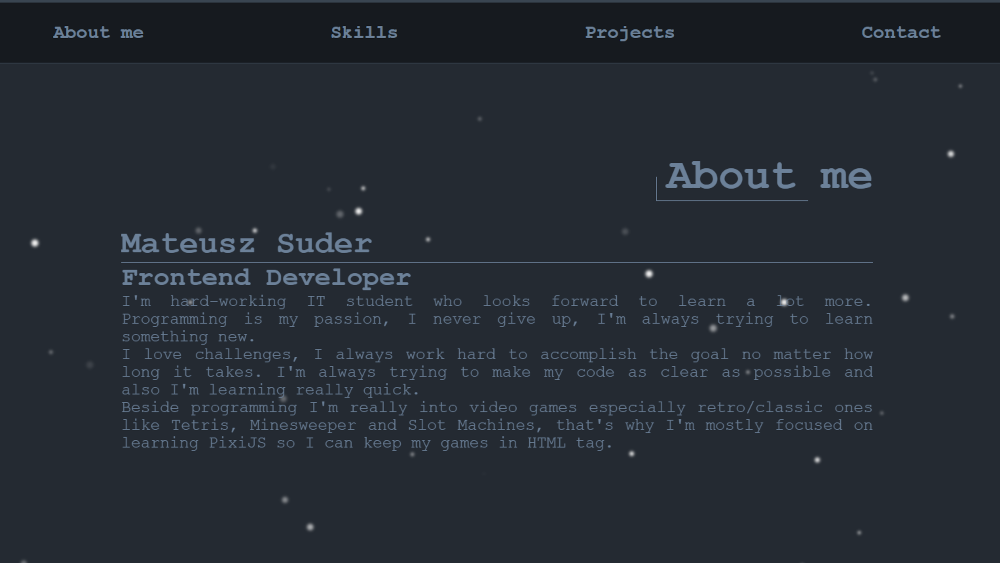 About me Skills Projects Contact
About me
Mateusz Suder
Frontend Developer
I'm hard-working IT student who looks forward to learn a lot more.
Programming is my passion, I never give up, I'm always trying to learn
something new.
I love challenges, I always work hard to accomplish the goal no matter how
long it takes. I'm always trying to make my code as clear as possible and
also I'm learning really quick.
Beside programming I'm really into video games especially retro/classic ones
like Tetris, Minesweeper and Slot Machines, that's why I'm mostly focused on
learning PixiJS so I can keep my games in HTML tag.